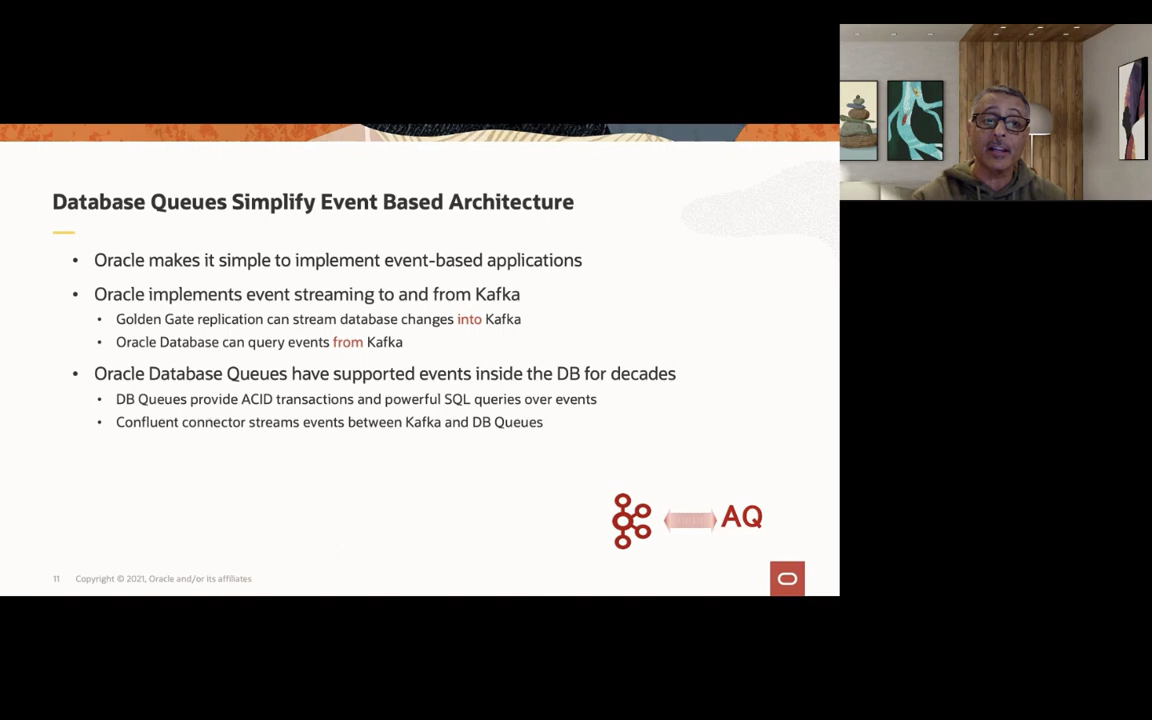 Database Queues Simplify Event Based Architecture
• Oracle makes it simple to implement event-based applications
• Oracle implements event streaming to and from Kafka
• Golden Gate replication can stream database changes into Kafka
• Oracle Database can query events from Kafka
• Oracle Database Queues have supported events inside the DB for decades
• DB Queues provide ACID transactions and powerful SQL queries over events
• Confluent connector streams events between Kafka and DB Queues
AQ
11 Copyright © 2021, Oracle and/or its affiliates